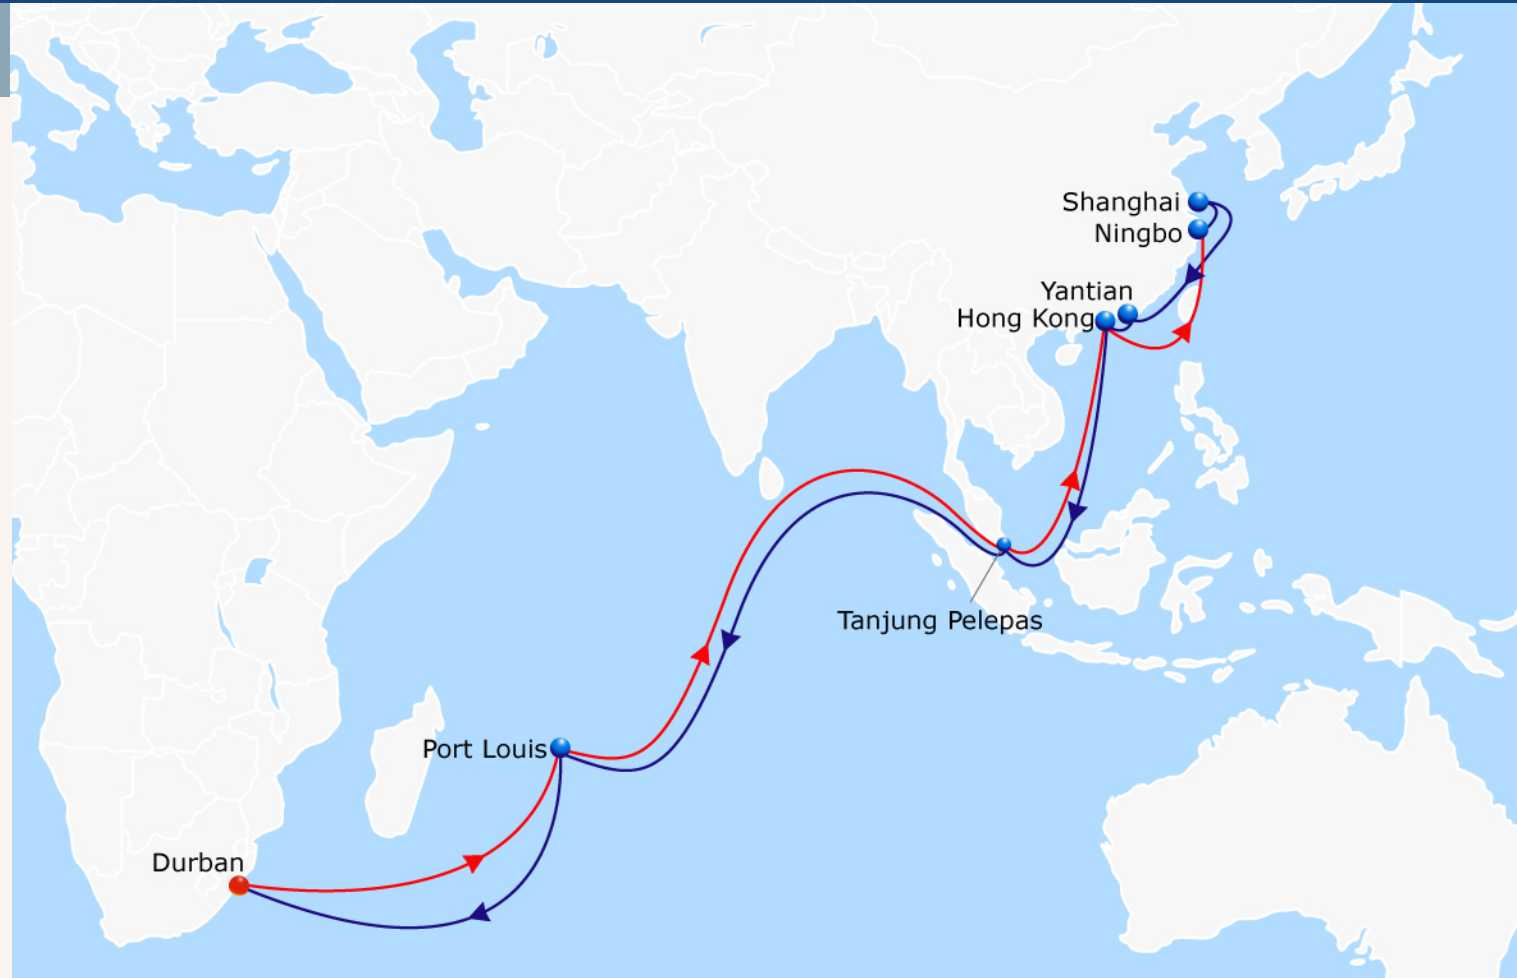 Shanghai
Ningbo
Yantian
Hong Kong
Tanjung Pelepas
Port Louis
Durban